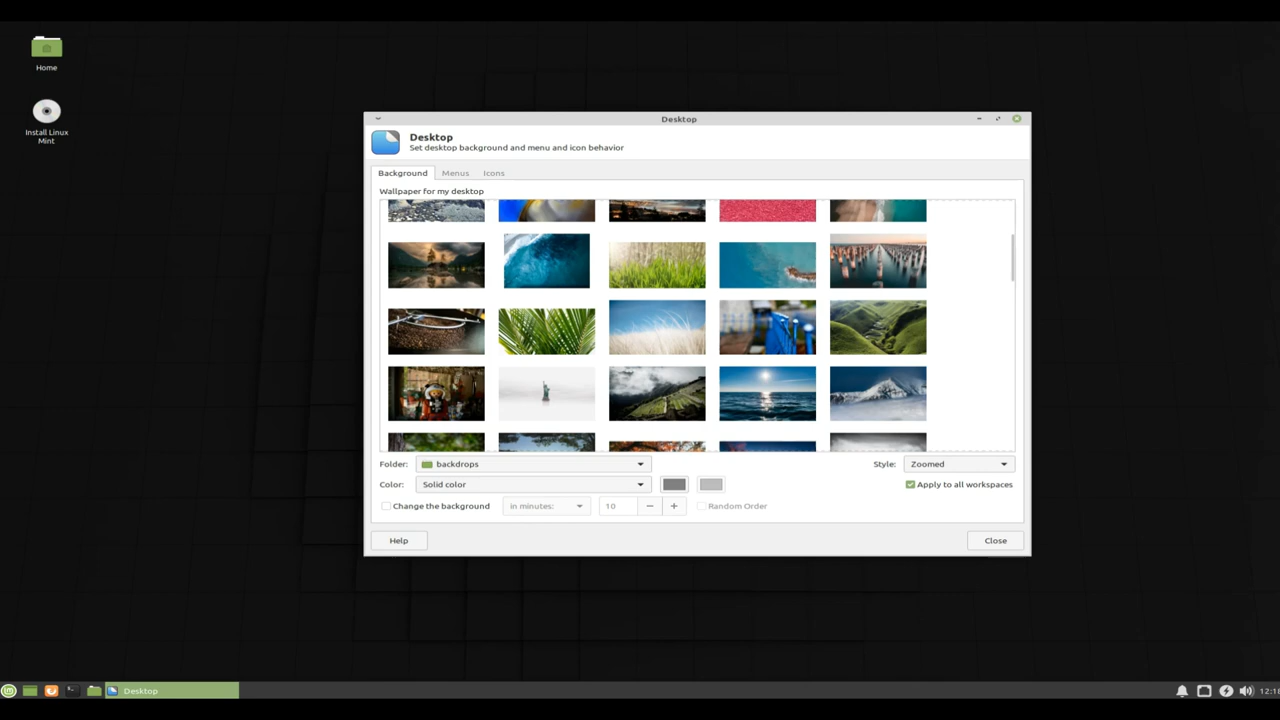 Home
Install Linux
Mint
Desktop
Desktop
Set desktop background and menu and icon behavior
Background Menus Icons
Wallpaper for my desktop
Folder: backdrops Style: Zoomed
Color: Solid color Apply to all workspaces
Change the background in minutes: 10 Random Order
Help Close
Desktop